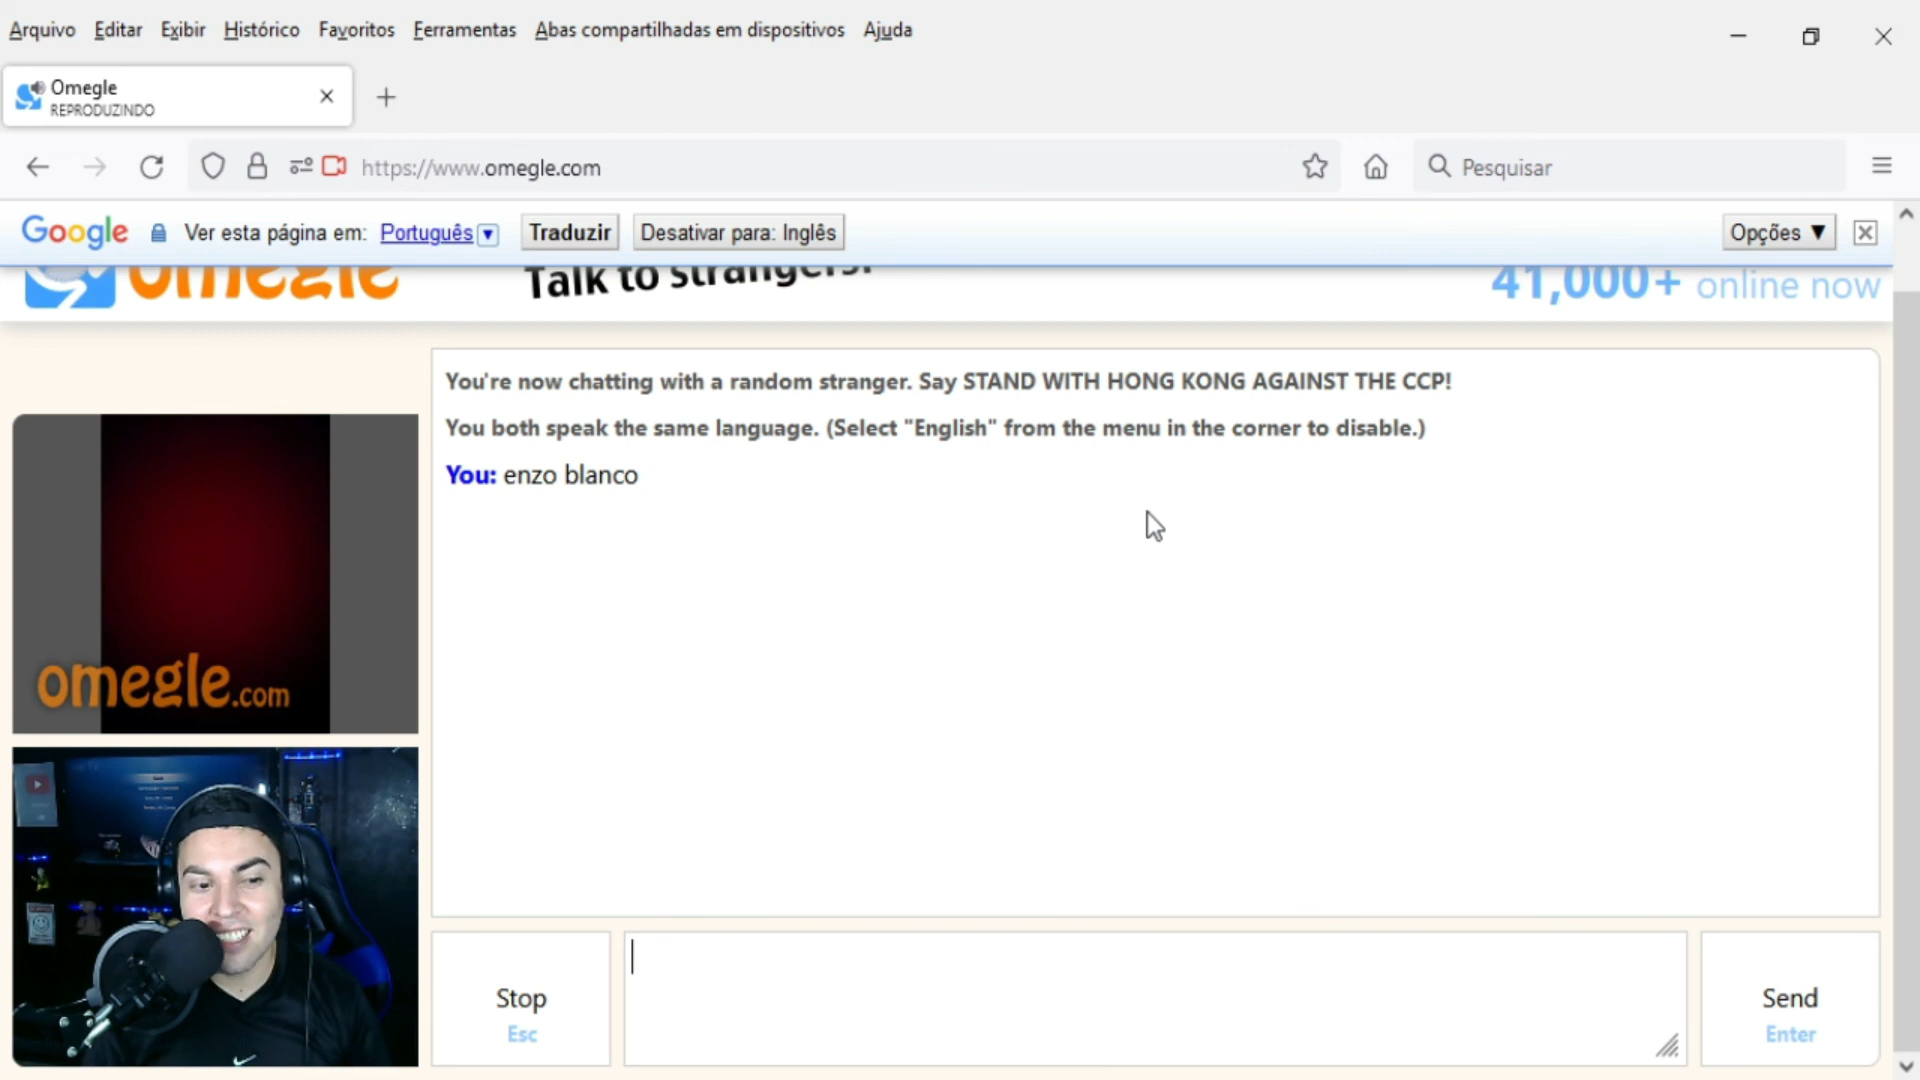 Arquivo Editar Exibir Histórico Favoritos Ferramentas Abas compartilhadas em dispositivos Ajuda
Omegle
REPRODUZINDO
https://www.omegle.com
Pesquisar
Google Ver esta página em: Português Traduzir Desativar para: Inglês Opções ▼
omegle Talk to strangers! 41,000+ online now
You're now chatting with a random stranger. Say STAND WITH HONG KONG AGAINST THE CCP!
You both speak the same language. (Select "English" from the menu in the corner to disable.)
You: enzo blanco
omegle.com
Stop
Esc
Send
Enter